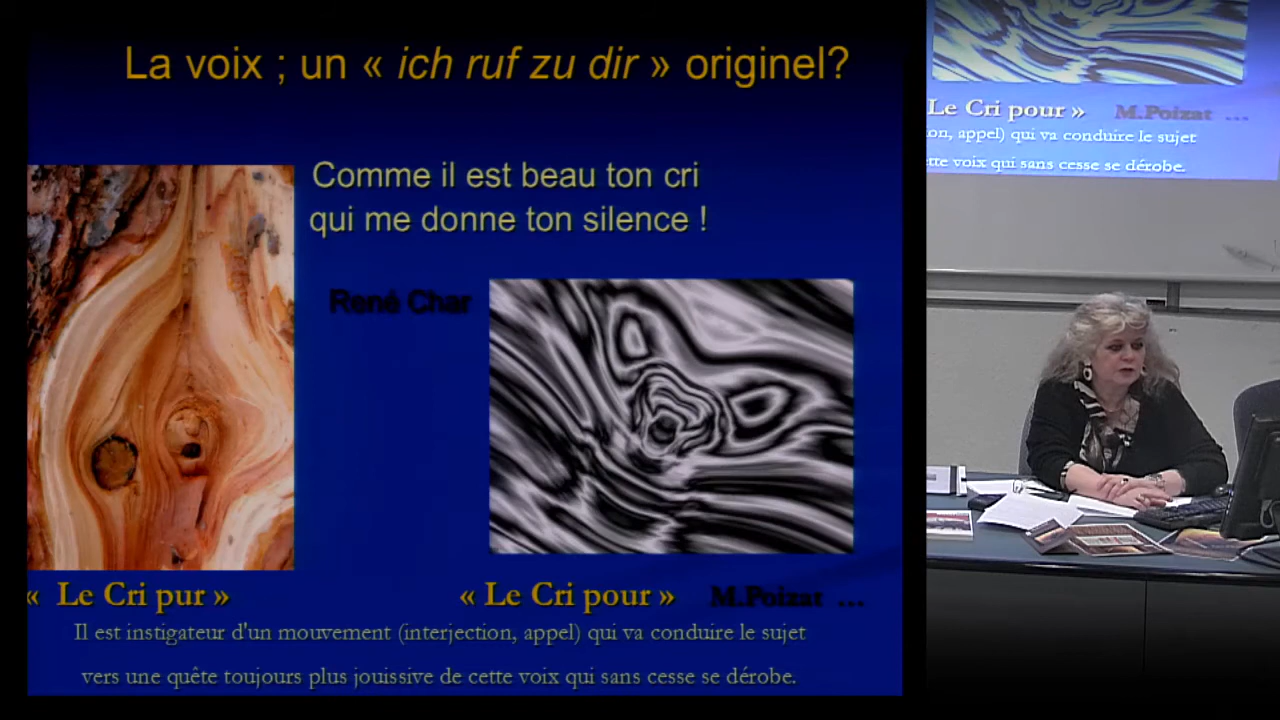 La voix ; un « ich ruf zu dir » originel?
Comme il est beau ton cri
qui me donne ton silence !
René Char
« Le Cri pur »
« Le Cri pour » M.Poizat ...
Il est instigateur d'un mouvement (interjection, appel) qui va conduire le sujet
vers une quête toujours plus jouissive de cette voix qui sans cesse se dérobe.
Le Cri pour » M.Poizat ...
ion, appel) qui va conduire le sujet
ette voix qui sans cesse se dérobe.